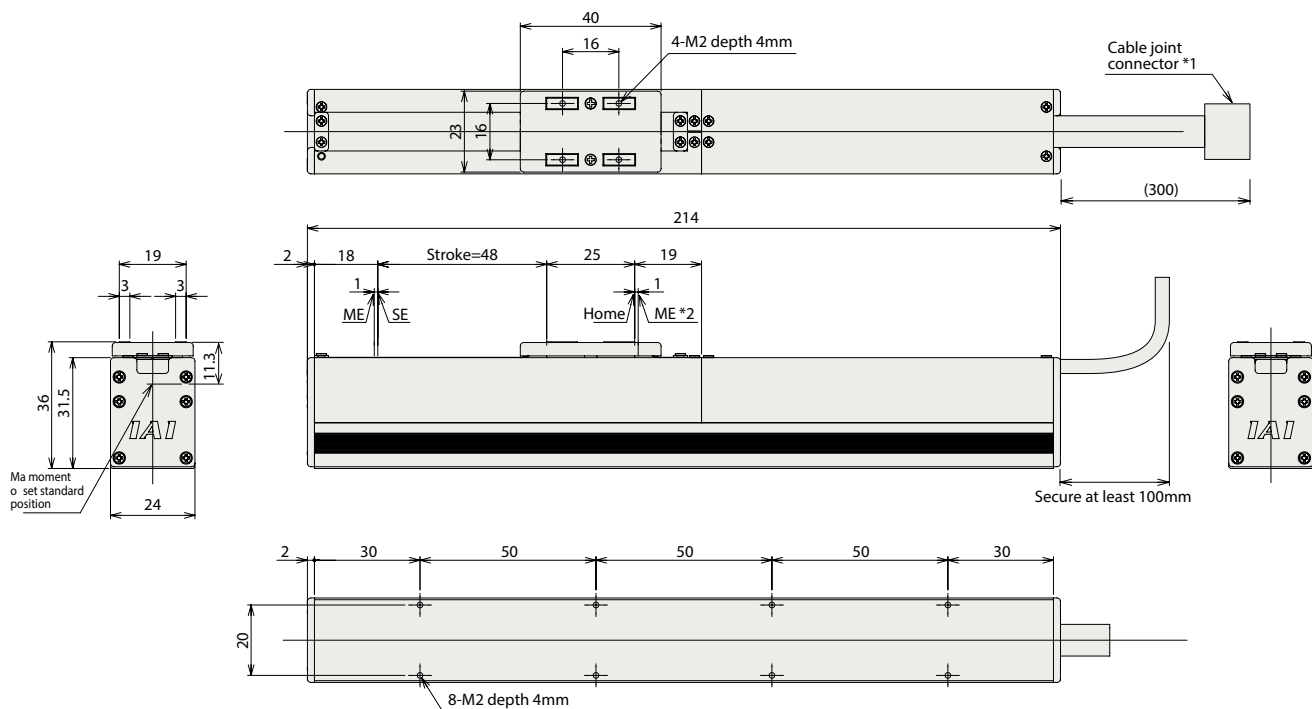 40
16
4-M2 depth 4mm
Cable joint
connector *1
23
16
(300)
214
2
18
Stroke=48
25
19
1
1
ME
SE
Home
ME *2
19
3
3
11.3
36
31.5
IAI
Ma moment
o set standard
position
24
IAI
Secure at least 100mm
2
30
50
50
50
30
20
8-M2 depth 4mm